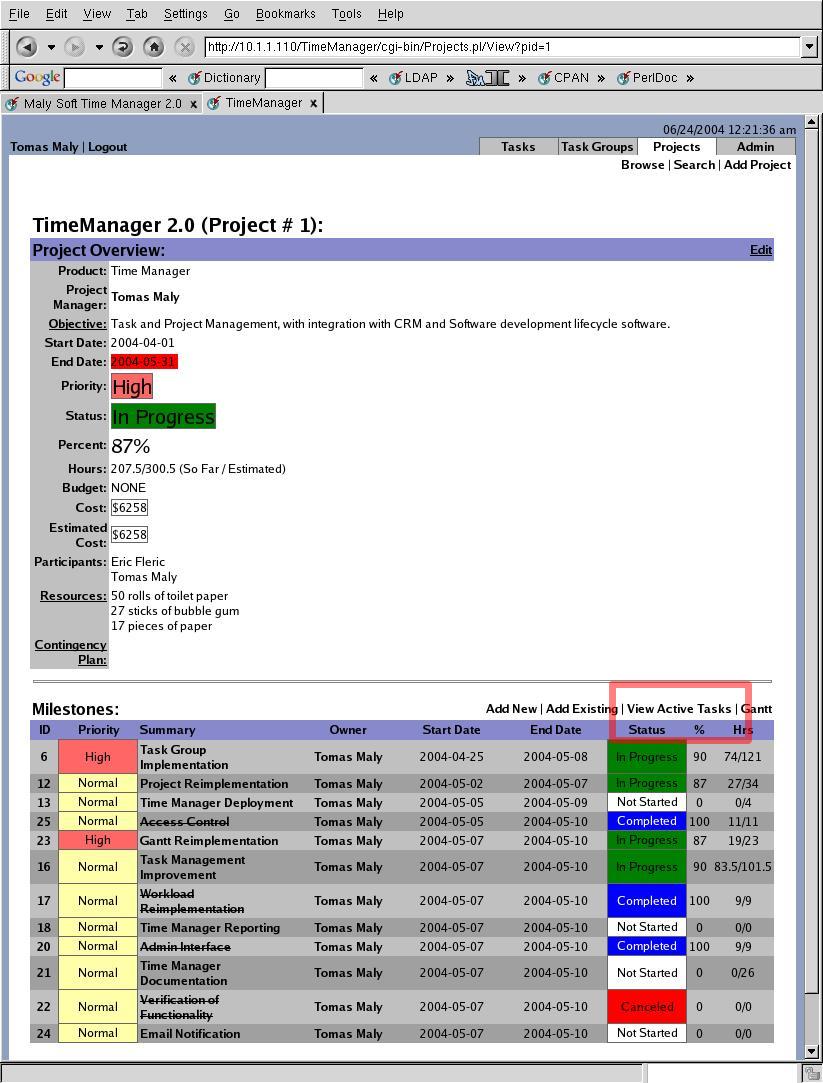 File Edit View Tab Settings Go Bookmarks Tools Help
http://10.1.1.110/TimeManager/cgi-bin/Projects.pl/View?pid=1
Google « Dictionary « LDAP » » CPAN » PerlDoc »
Maly Soft Time Manager 2.0 x TimeManager x
06/24/2004 12:21:36 am
Tomas Maly | Logout Tasks Task Groups Projects Admin
Browse | Search | Add Project
TimeManager 2.0 (Project # 1):
Project Overview: Edit
Product: Time Manager
Project
Manager: Tomas Maly
Objective: Task and Project Management, with integration with CRM and Software development lifecycle software.
Start Date: 2004-04-01
End Date: 2004-05-31
Priority: High
Status: In Progress
Percent: 87%
Hours: 207.5/300.5 (So Far / Estimated)
Budget: NONE
Cost: $6258
Estimated
Cost: $6258
Participants: Eric Fleric
Tomas Maly
Resources: 50 rolls of toilet paper
27 sticks of bubble gum
17 pieces of paper
Contingency
Plan:
Milestones: Add New | Add Existing | View Active Tasks | Gantt
ID Priority Summary Owner Start Date End Date Status % Hrs
6 High Task Group
Implementation Tomas Maly 2004-04-25 2004-05-08 In Progress 90 74/121
12 Normal Project Reimplementation Tomas Maly 2004-05-02 2004-05-07 In Progress 87 27/34
13 Normal Time Manager Deployment Tomas Maly 2004-05-05 2004-05-09 Not Started 0 0/4
25 Normal Access Control Tomas Maly 2004-05-05 2004-05-10 Completed 100 11/11
23 High Gantt Reimplementation Tomas Maly 2004-05-07 2004-05-10 In Progress 87 19/23
16 Normal Task Management
Improvement Tomas Maly 2004-05-07 2004-05-10 In Progress 90 83.5/101.5
17 Normal Workload
Reimplementation Tomas Maly 2004-05-07 2004-05-10 Completed 100 9/9
18 Normal Time Manager Reporting Tomas Maly 2004-05-07 2004-05-10 Not Started 0 0/0
20 Normal Admin Interface Tomas Maly 2004-05-07 2004-05-10 Completed 100 9/9
21 Normal Time Manager
Documentation Tomas Maly 2004-05-07 2004-05-10 Not Started 0 0/26
22 Normal Verification of
Functionality Tomas Maly 2004-05-07 2004-05-10 Canceled 0 0/0
24 Normal Email Notification Tomas Maly 2004-05-07 2004-05-10 Not Started 0 0/0